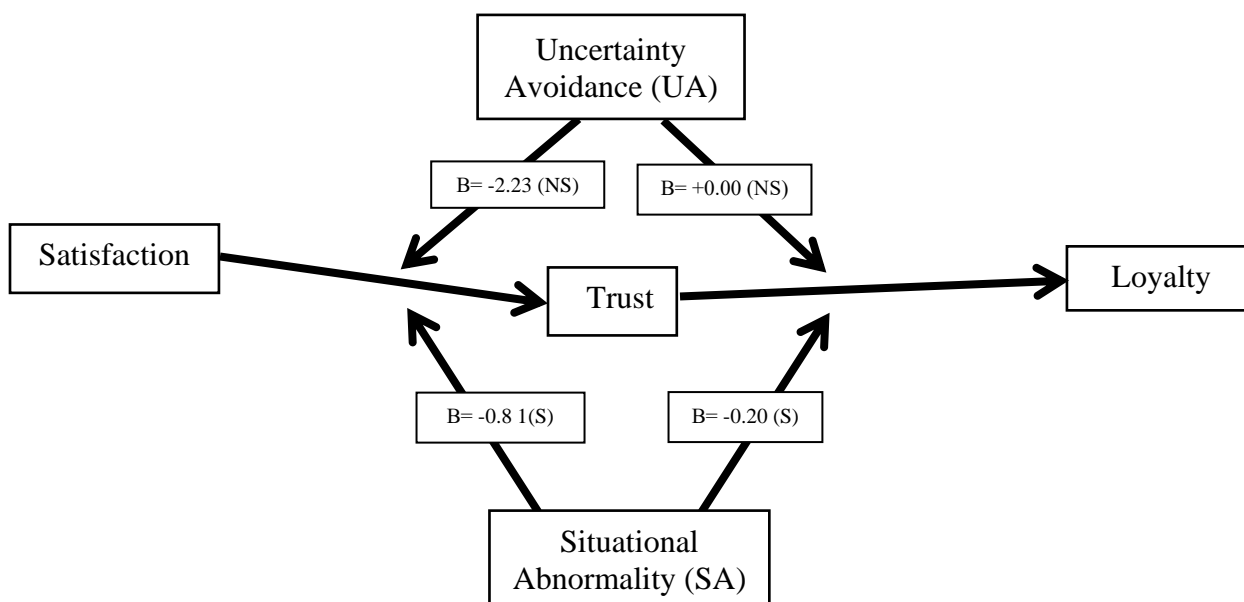 Uncertainty
Avoidance (UA)
B= -2.23 (NS)
B= +0.00 (NS)
Satisfaction
Trust
Loyalty
B= -0.8 1(S)
B= -0.20 (S)
Situational
Abnormality (SA)